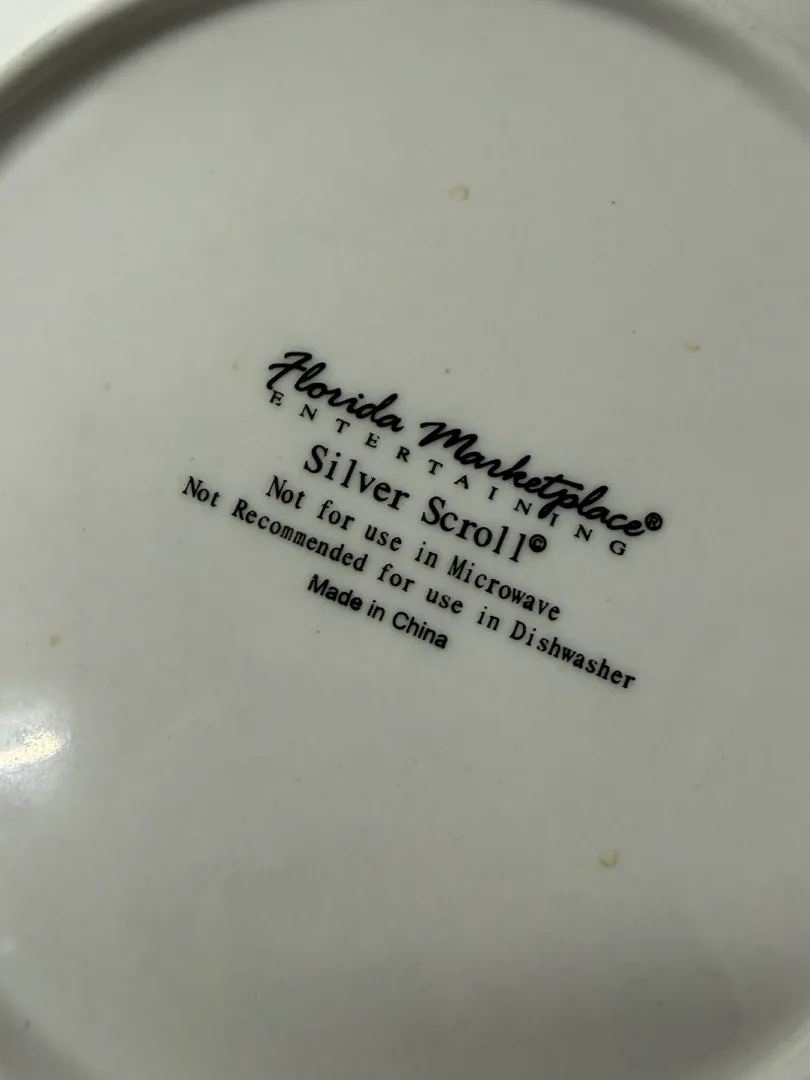 Florida Marketplace®
ENTERTAINING
Silver Scroll©
Not for use in Microwave
Not Recommended for use in Dishwasher
Made in China